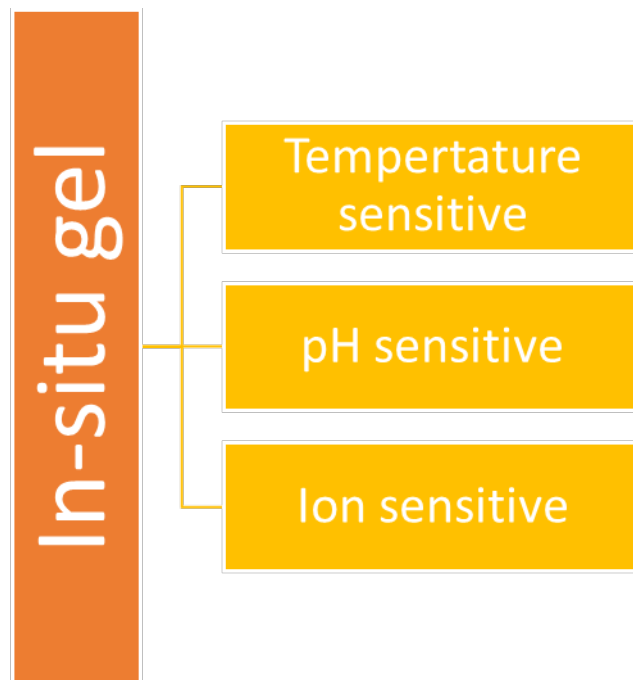 In-situ gel
Tempertature
sensitive
pH sensitive
Ion sensitive